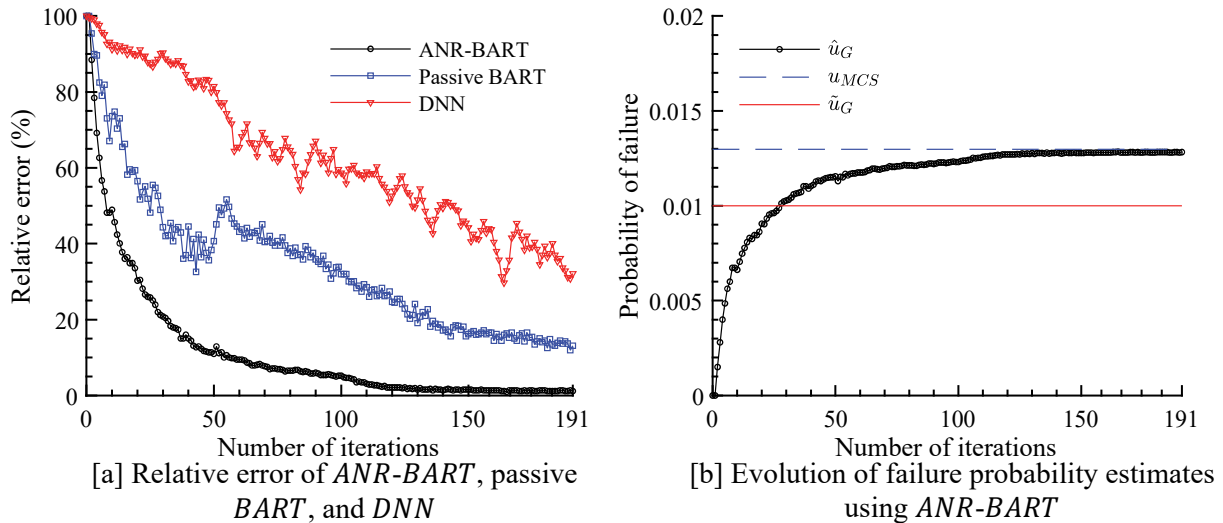 100
80
60
40
20
0
Relative error (%)
ANR-BART
Passive BART
DNN
0 50 100 150 191
Number of iterations
[a] Relative error of ANR-BART, passive
BART, and DNN
0.02
0.015
0.01
0.005
0
Probability of failure
û_G
u_MCS
ũ_G
0 50 100 150 191
Number of iterations
[b] Evolution of failure probability estimates
using ANR-BART